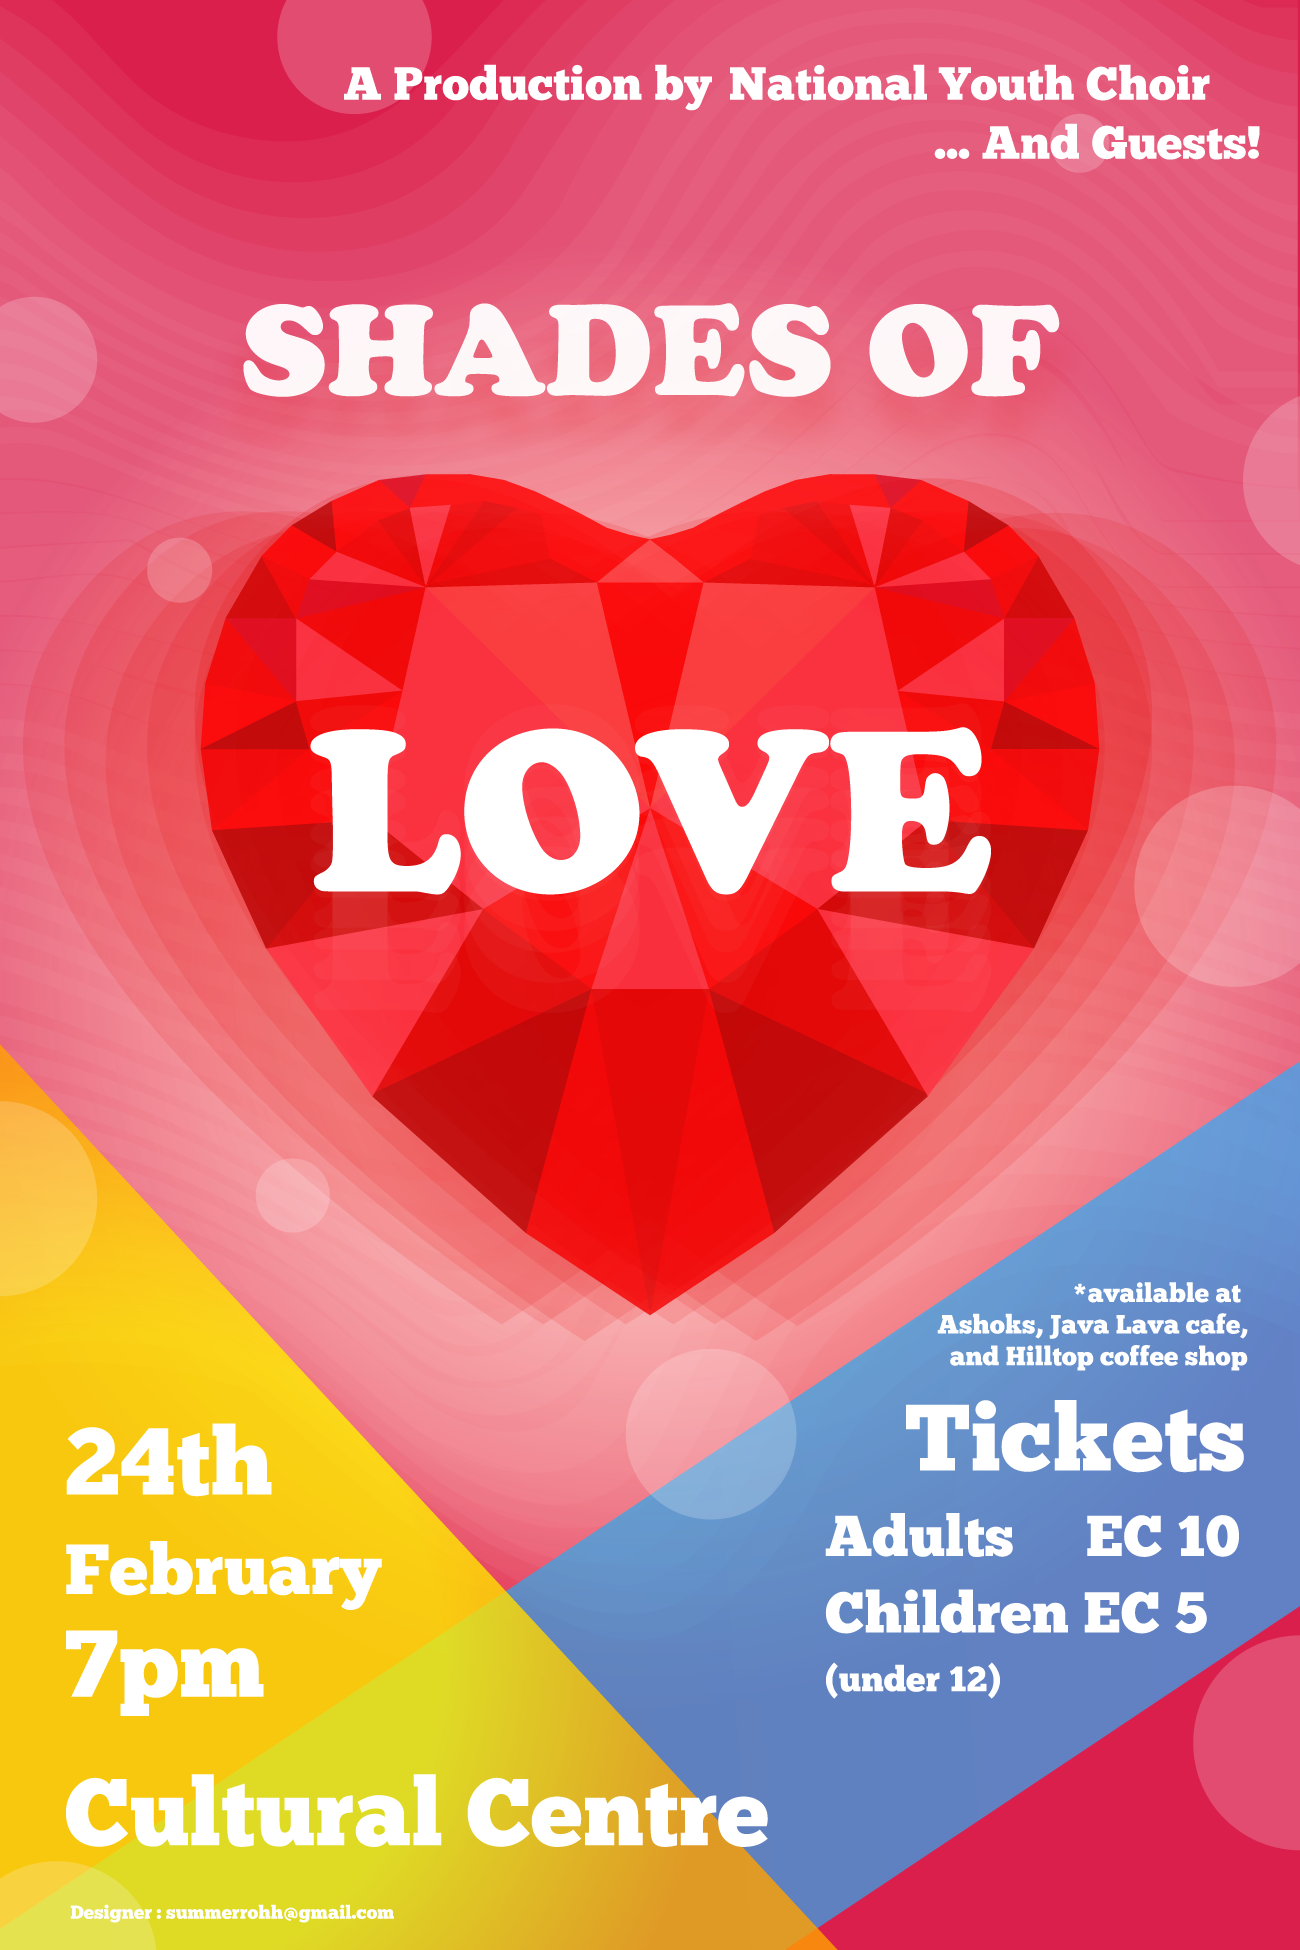 A Production by National Youth Choir
... And Guests!
SHADES OF
LOVE
*available at
Ashoks, Java Lava cafe,
and Hilltop coffee shop
Tickets
Adults EC 10
Children EC 5
(under 12)
24th
February
7pm
Cultural Centre
Designer : summerrohh@gmail.com